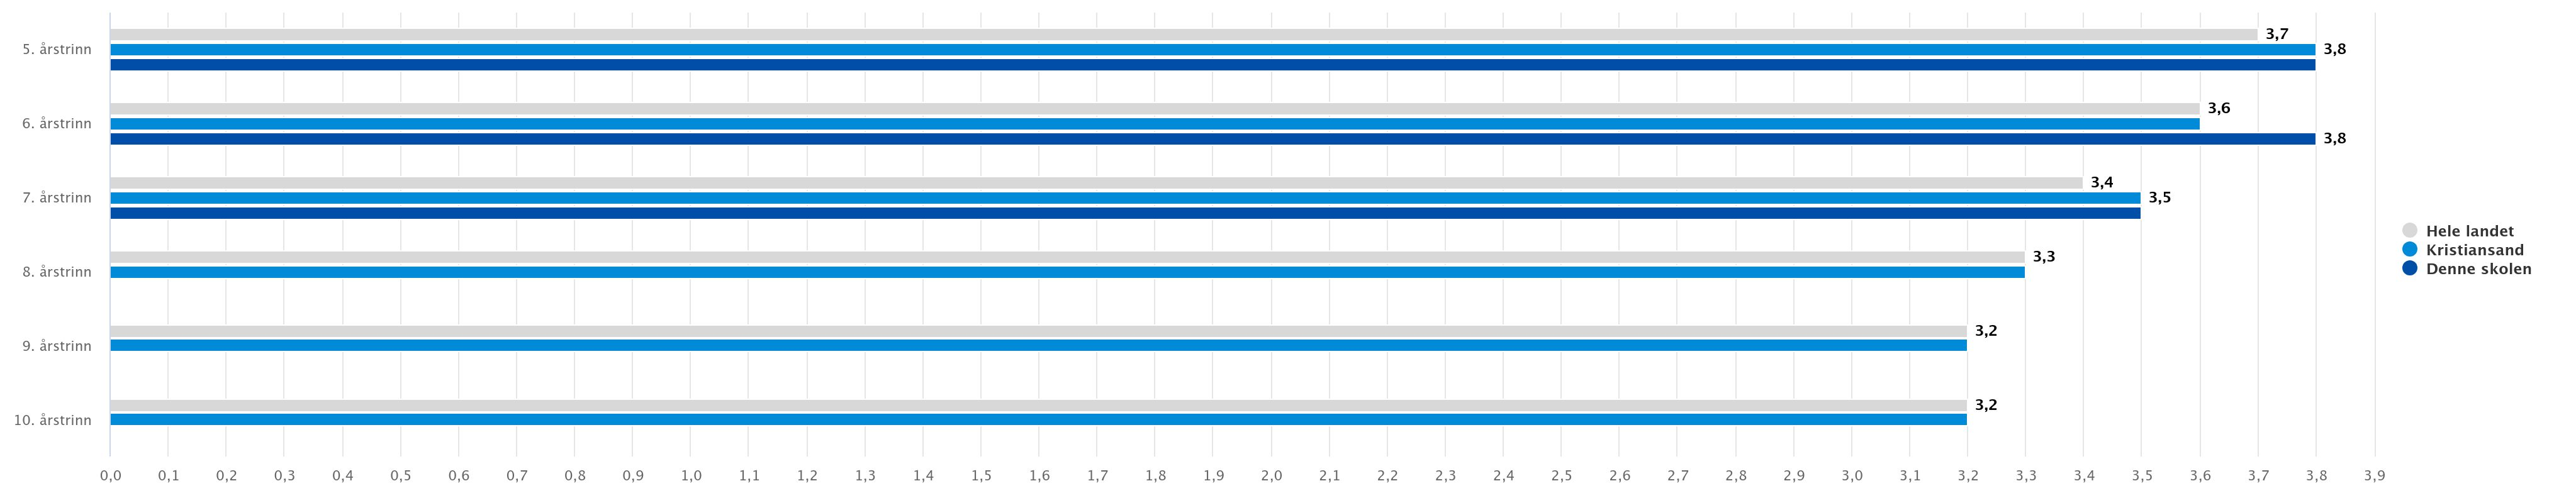 5. årstrinn
3,7
3,8
6. årstrinn
3,6
3,8
7. årstrinn
3,4
3,5
8. årstrinn
3,3
9. årstrinn
3,2
10. årstrinn
3,2
0,0 0,1 0,2 0,3 0,4 0,5 0,6 0,7 0,8 0,9 1,0 1,1 1,2 1,3 1,4 1,5 1,6 1,7 1,8 1,9 2,0 2,1 2,2 2,3 2,4 2,5 2,6 2,7 2,8 2,9 3,0 3,1 3,2 3,3 3,4 3,5 3,6 3,7 3,8 3,9
Hele landet
Kristiansand
Denne skolen